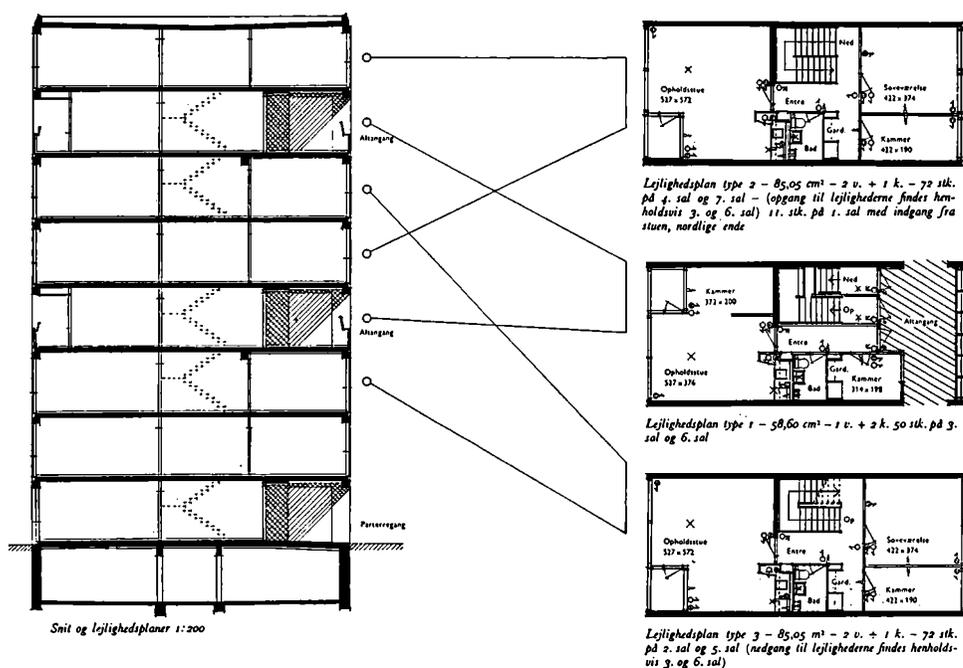 Altangang
Altangang
Parterregang
Snit og lejlighedsplaner 1:200
Ned
Opholdsstue
527 x 572
Entre
Bad
Gard.
Soveværelse
422 x 374
Kammer
422 x 190
Lejlighedsplan type 2 – 85,05 cm² – 2 v. + 1 k. – 72 stk.
på 4. sal og 7. sal – (opgang til lejlighederne findes hen-
holdsvis 3. og 6. sal) 11. stk. på 1. sal med indgang fra
stuen, nordlige ende
Kammer
372 x 200
Ned
Op
Altangang
Entre
Opholdsstue
527 x 376
Bad
Gard.
Kammer
314 x 198
Lejlighedsplan type 1 – 58,60 cm² – 1 v. + 2 k. 50 stk. på 3.
sal og 6. sal
Op
Opholdsstue
527 x 572
Entre
Bad
Gard.
Soveværelse
422 x 374
Kammer
422 x 190
Lejlighedsplan type 3 – 85,05 m² – 2 v. + 1 k. – 72 stk.
på 2. sal og 5. sal (nedgang til lejlighederne findes henholds-
vis 3. og 6. sal)